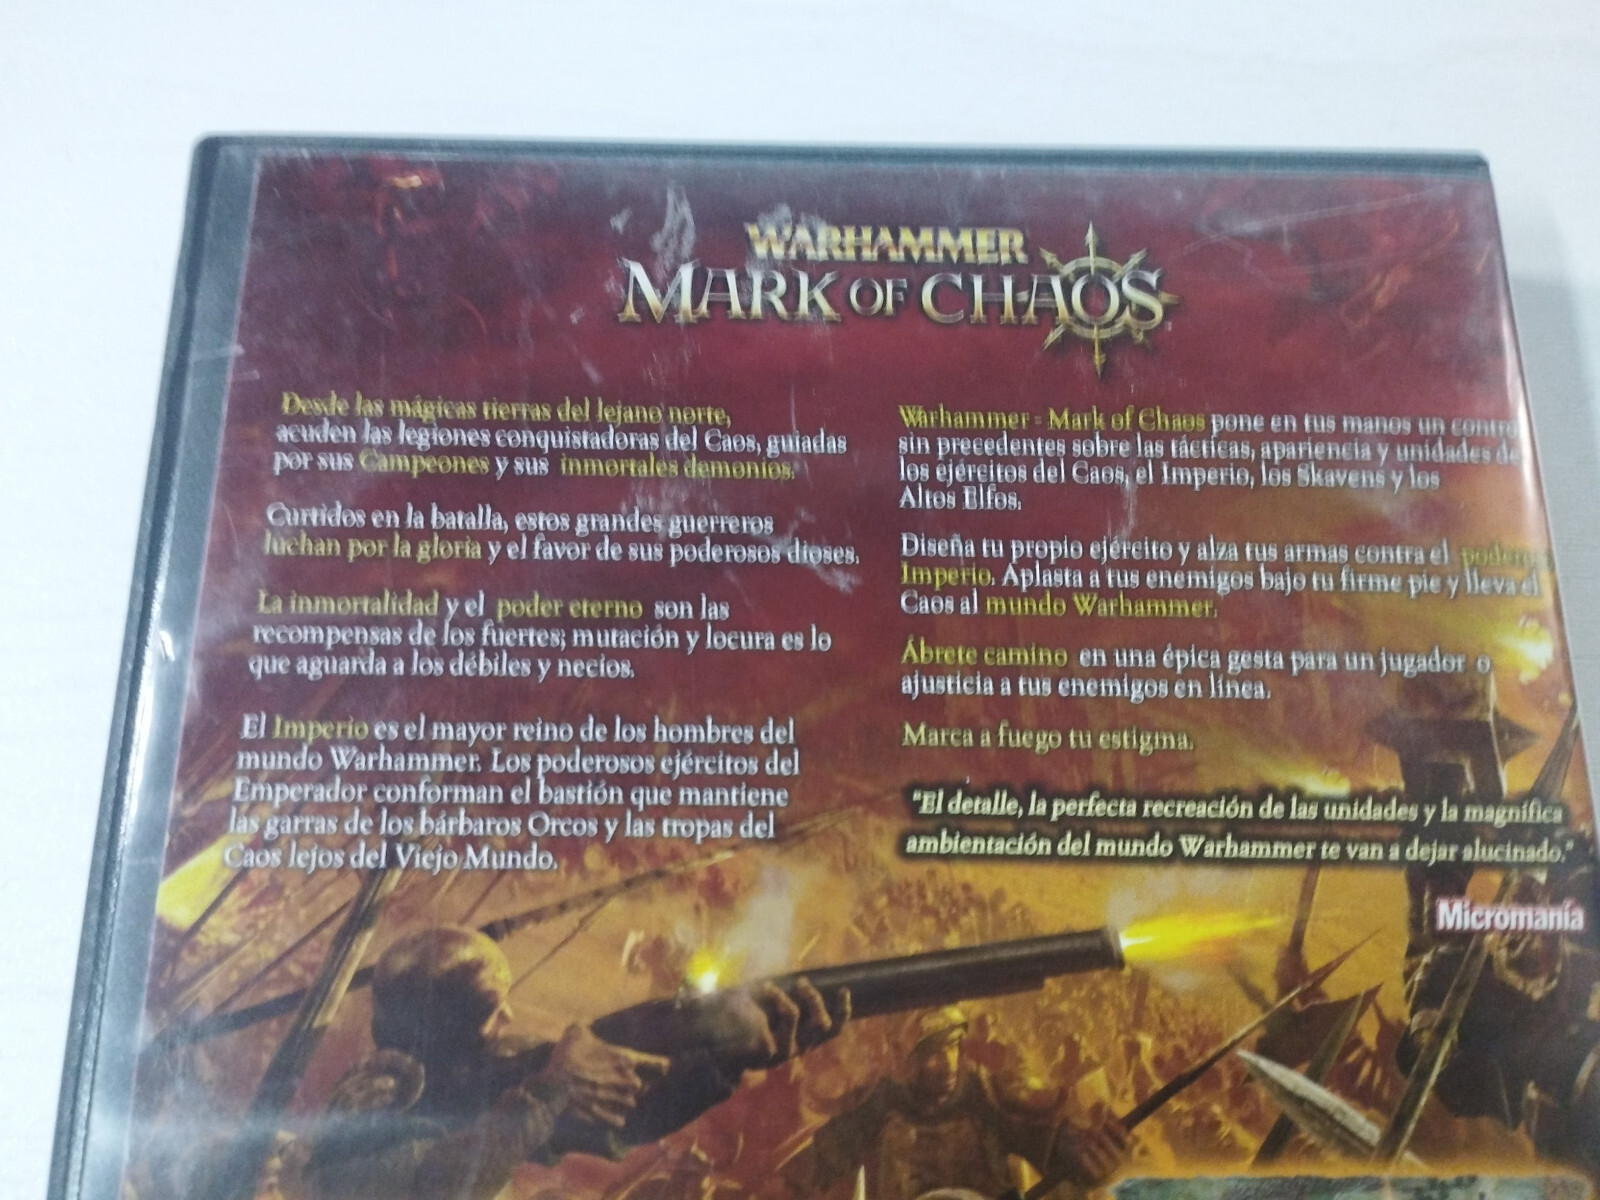 WARHAMMER
MARK OF CHAOS
Desde las mágicas tierras del lejano norte,
acuden las legiones conquistadoras del Caos, guiadas
por sus Campeones y sus inmortales demonios.
Curtidos en la batalla, estos grandes guerreros
luchan por la gloria y el favor de sus poderosos dioses.
La inmortalidad y el poder eterno son las
recompensas de los fuertes; mutación y locura es lo
que aguarda a los débiles y necios.
El Imperio es el mayor reino de los hombres del
mundo Warhammer. Los poderosos ejércitos del
Emperador conforman el bastión que mantiene
las garras de los bárbaros Orcos y las tropas del
Caos lejos del Viejo Mundo.
Warhammer - Mark of Chaos pone en tus manos un contro
sin precedentes sobre las tácticas, apariencia y unidades de
los ejércitos del Caos, el Imperio, los Skavens y los
Altos Elfos.
Diseña tu propio ejército y alza tus armas contra el
Imperio. Aplasta a tus enemigos bajo tu firme pie y lleva el
Caos al mundo Warhammer.
Ábrete camino en una épica gesta para un jugador o
ajusticia a tus enemigos en línea.
Marca a fuego tu estigma.
"El detalle, la perfecta recreación de las unidades y la magnífica
ambientación del mundo Warhammer te van a dejar alucinado."
Micromanía